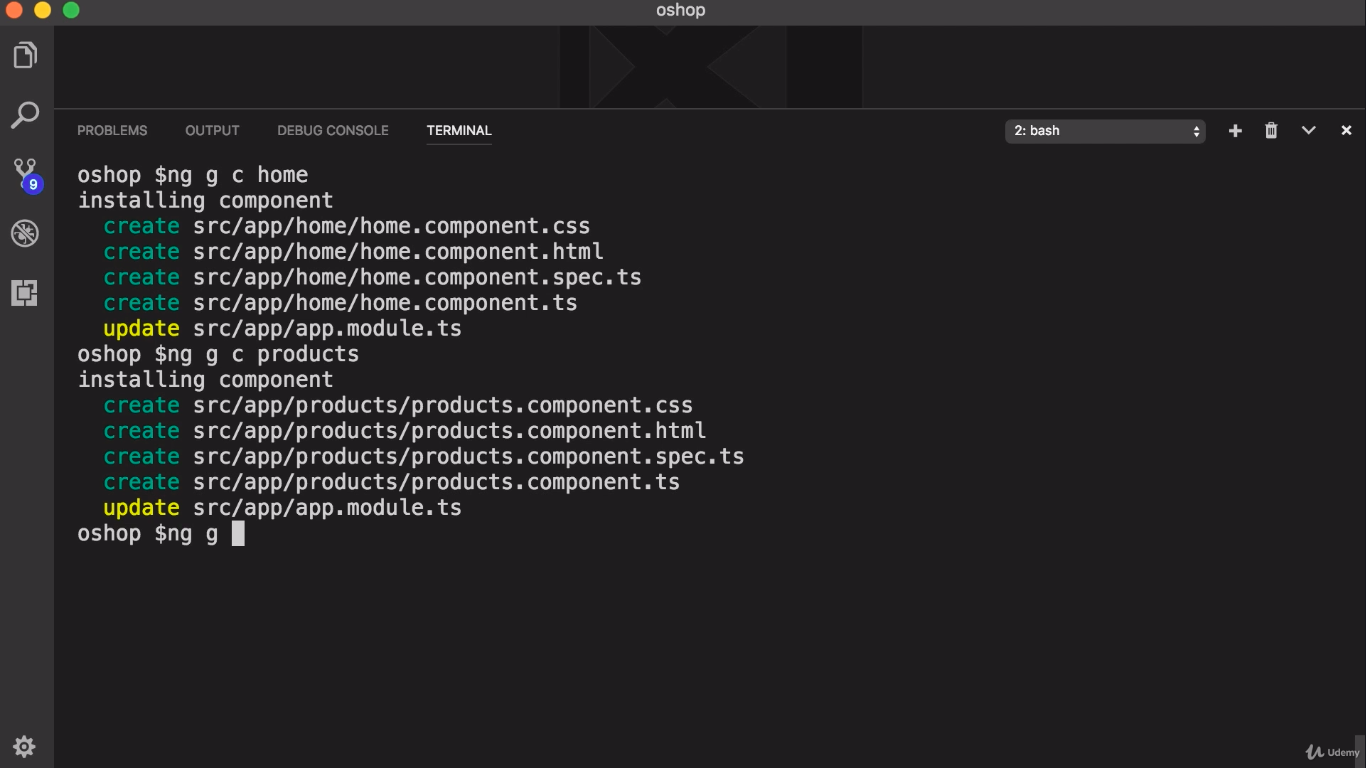 oshop
PROBLEMS OUTPUT DEBUG CONSOLE TERMINAL 2: bash
9
oshop $ng g c home
installing component
create src/app/home/home.component.css
create src/app/home/home.component.html
create src/app/home/home.component.spec.ts
create src/app/home/home.component.ts
update src/app/app.module.ts
oshop $ng g c products
installing component
create src/app/products/products.component.css
create src/app/products/products.component.html
create src/app/products/products.component.spec.ts
create src/app/products/products.component.ts
update src/app/app.module.ts
oshop $ng g
Udemy